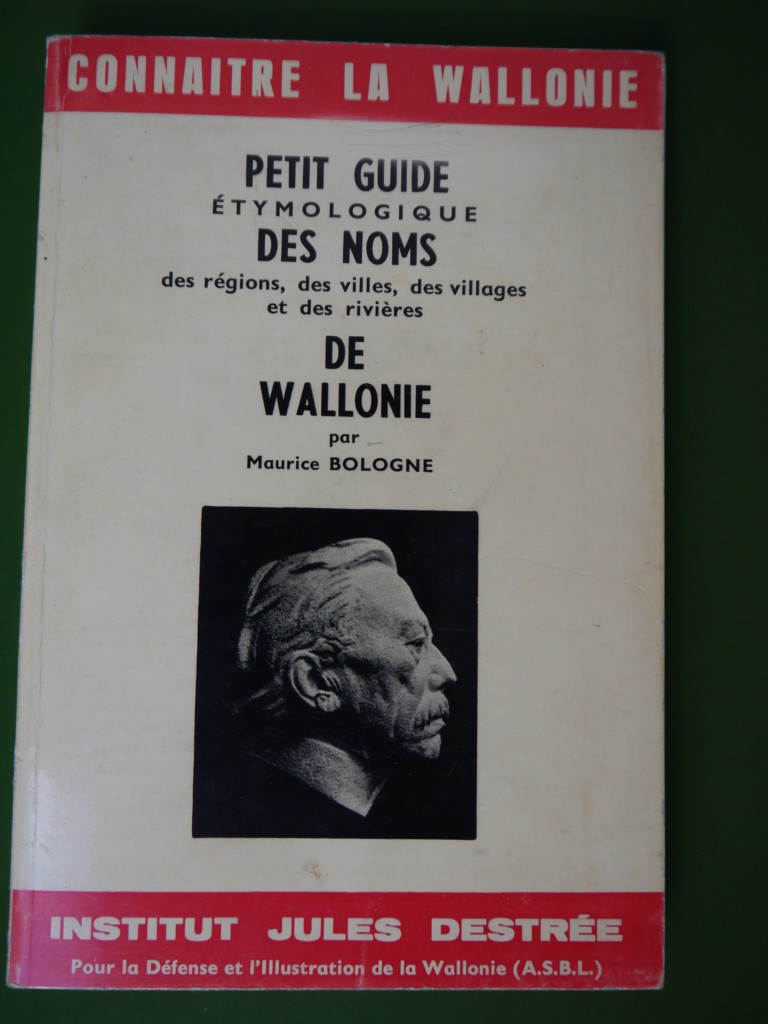 CONNAITRE LA WALLONIE
PETIT GUIDE
ÉTYMOLOGIQUE
DES NOMS
des régions, des villes, des villages
et des rivières
DE
WALLONIE
par
Maurice BOLOGNE
INSTITUT JULES DESTRÉE
Pour la Défense et l'Illustration de la Wallonie (A.S.B.L.)